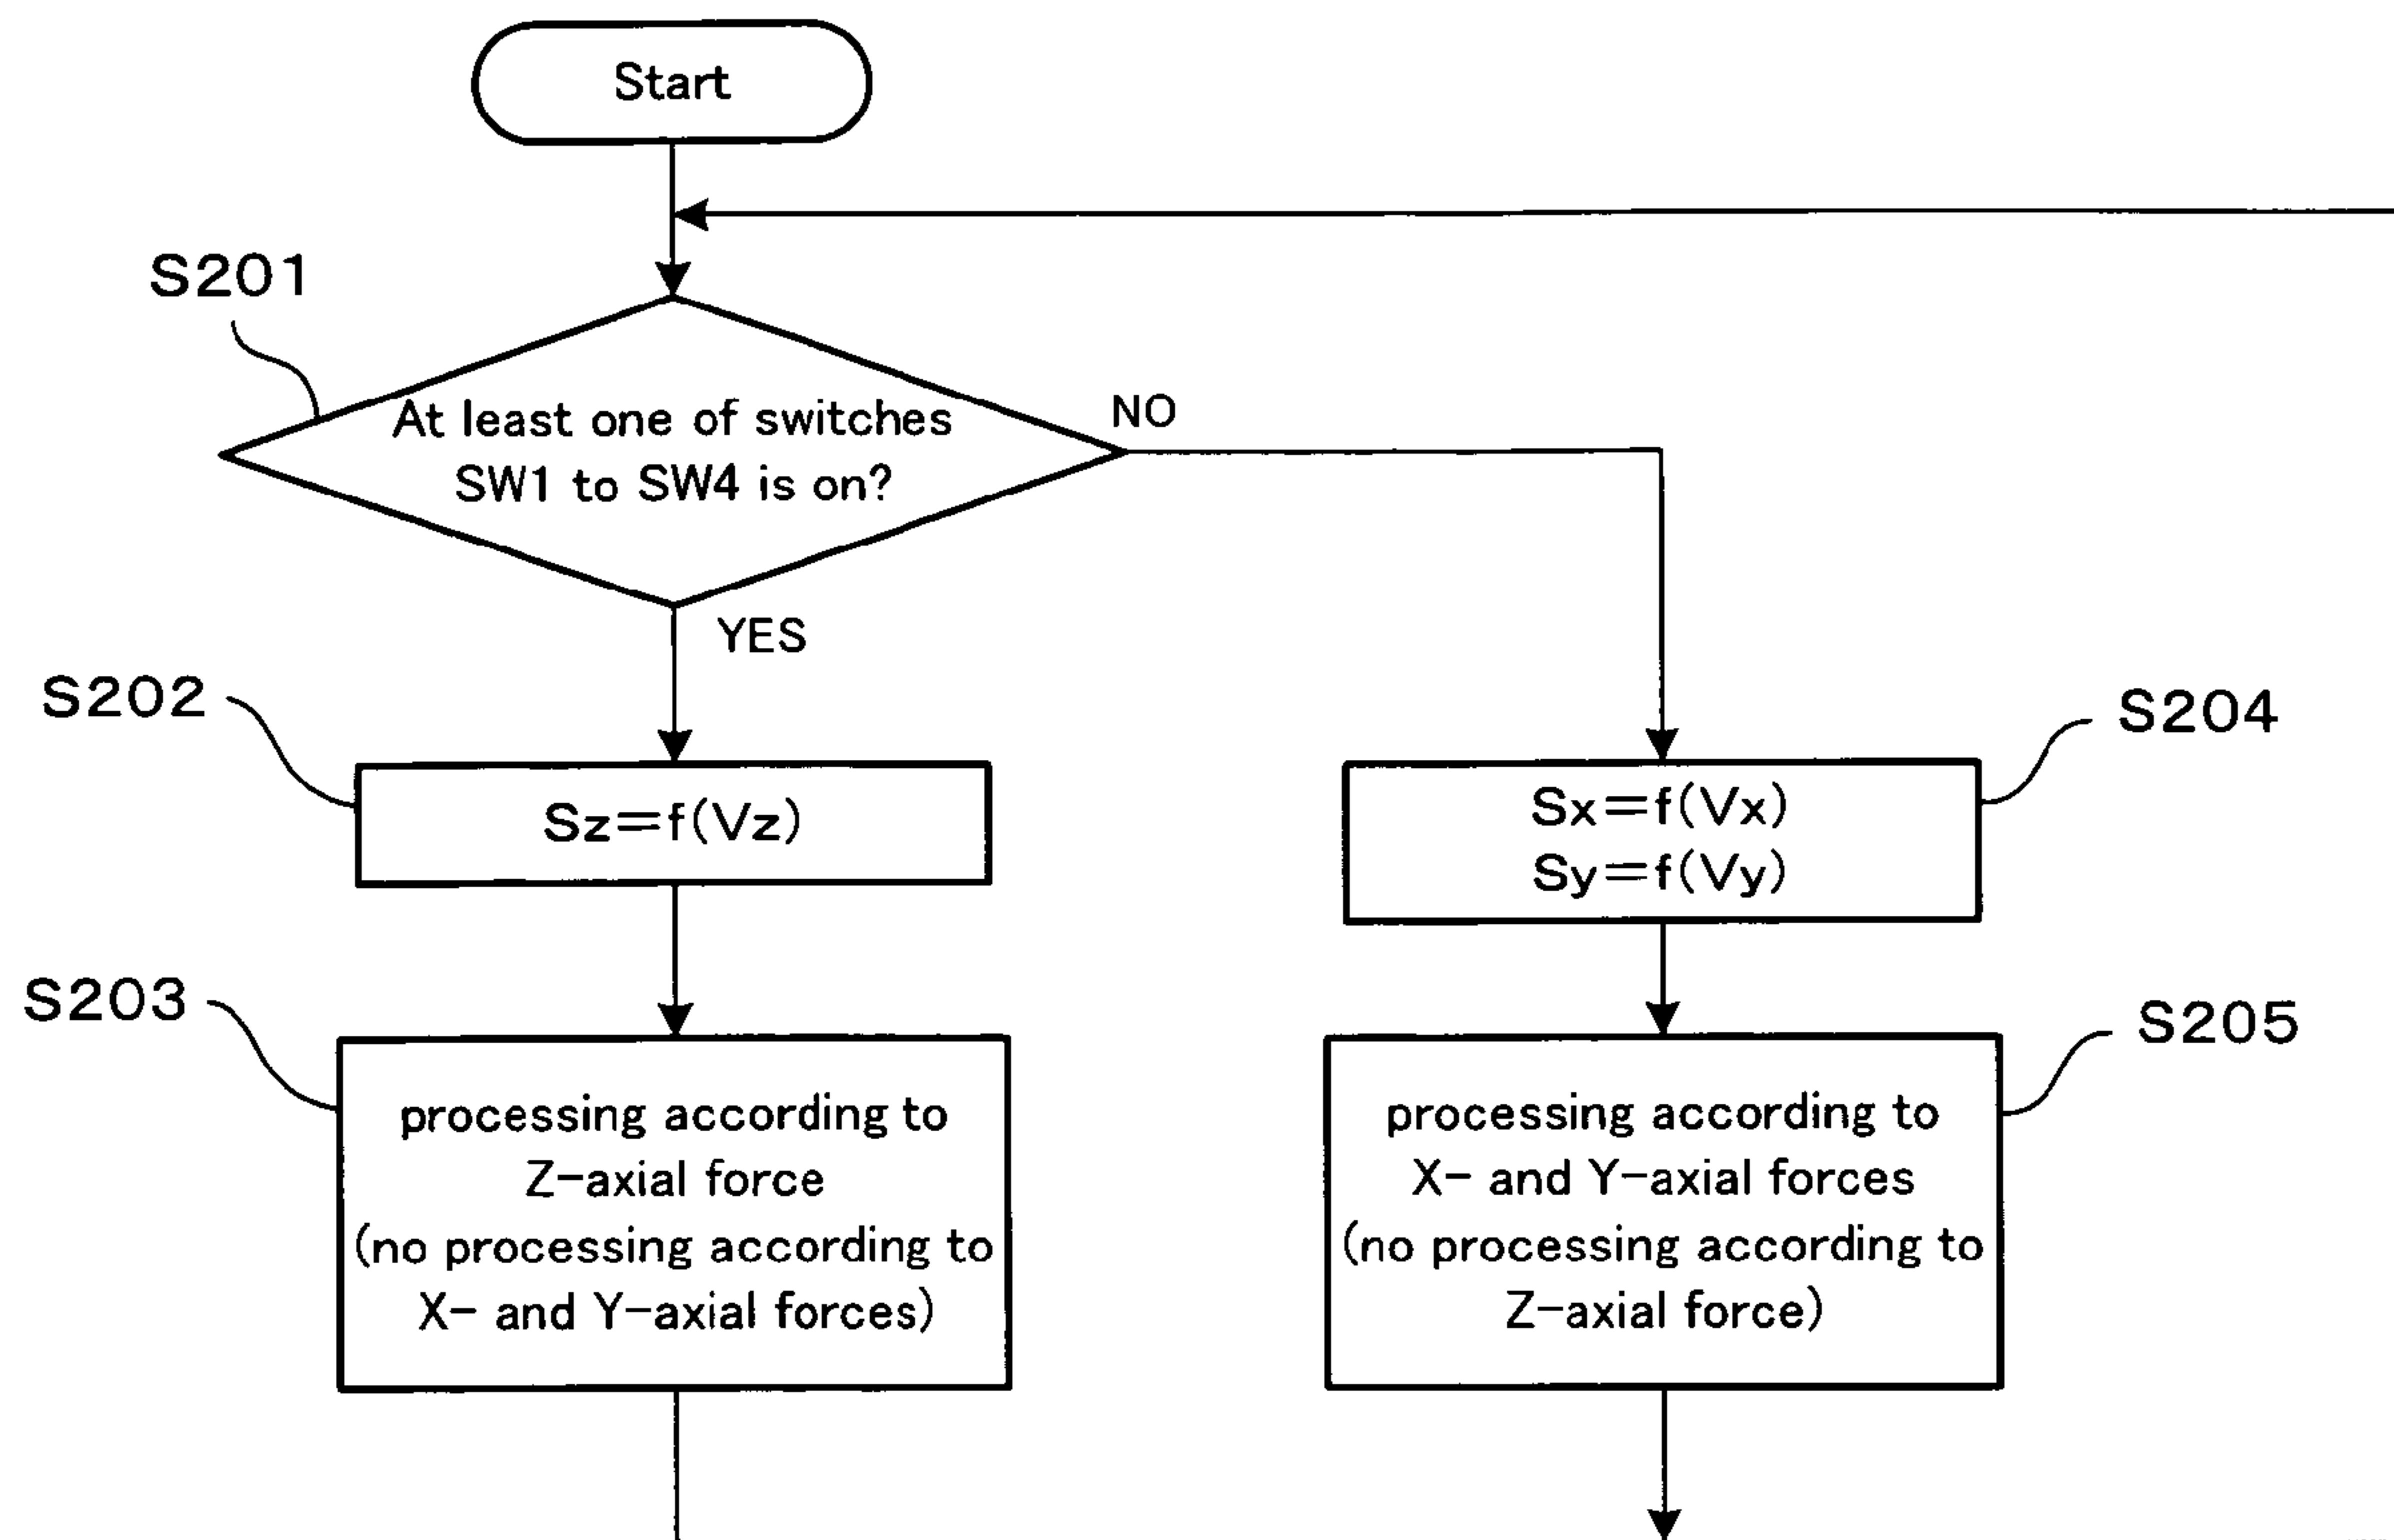 Start
S201
At least one of switches
SW1 to SW4 is on?
NO
YES
S202
Sz=f(Vz)
S204
Sx=f(Vx)
Sy=f(Vy)
S203
processing according to
Z-axial force
(no processing according to
X- and Y-axial forces)
S205
processing according to
X- and Y-axial forces
(no processing according to
Z-axial force)